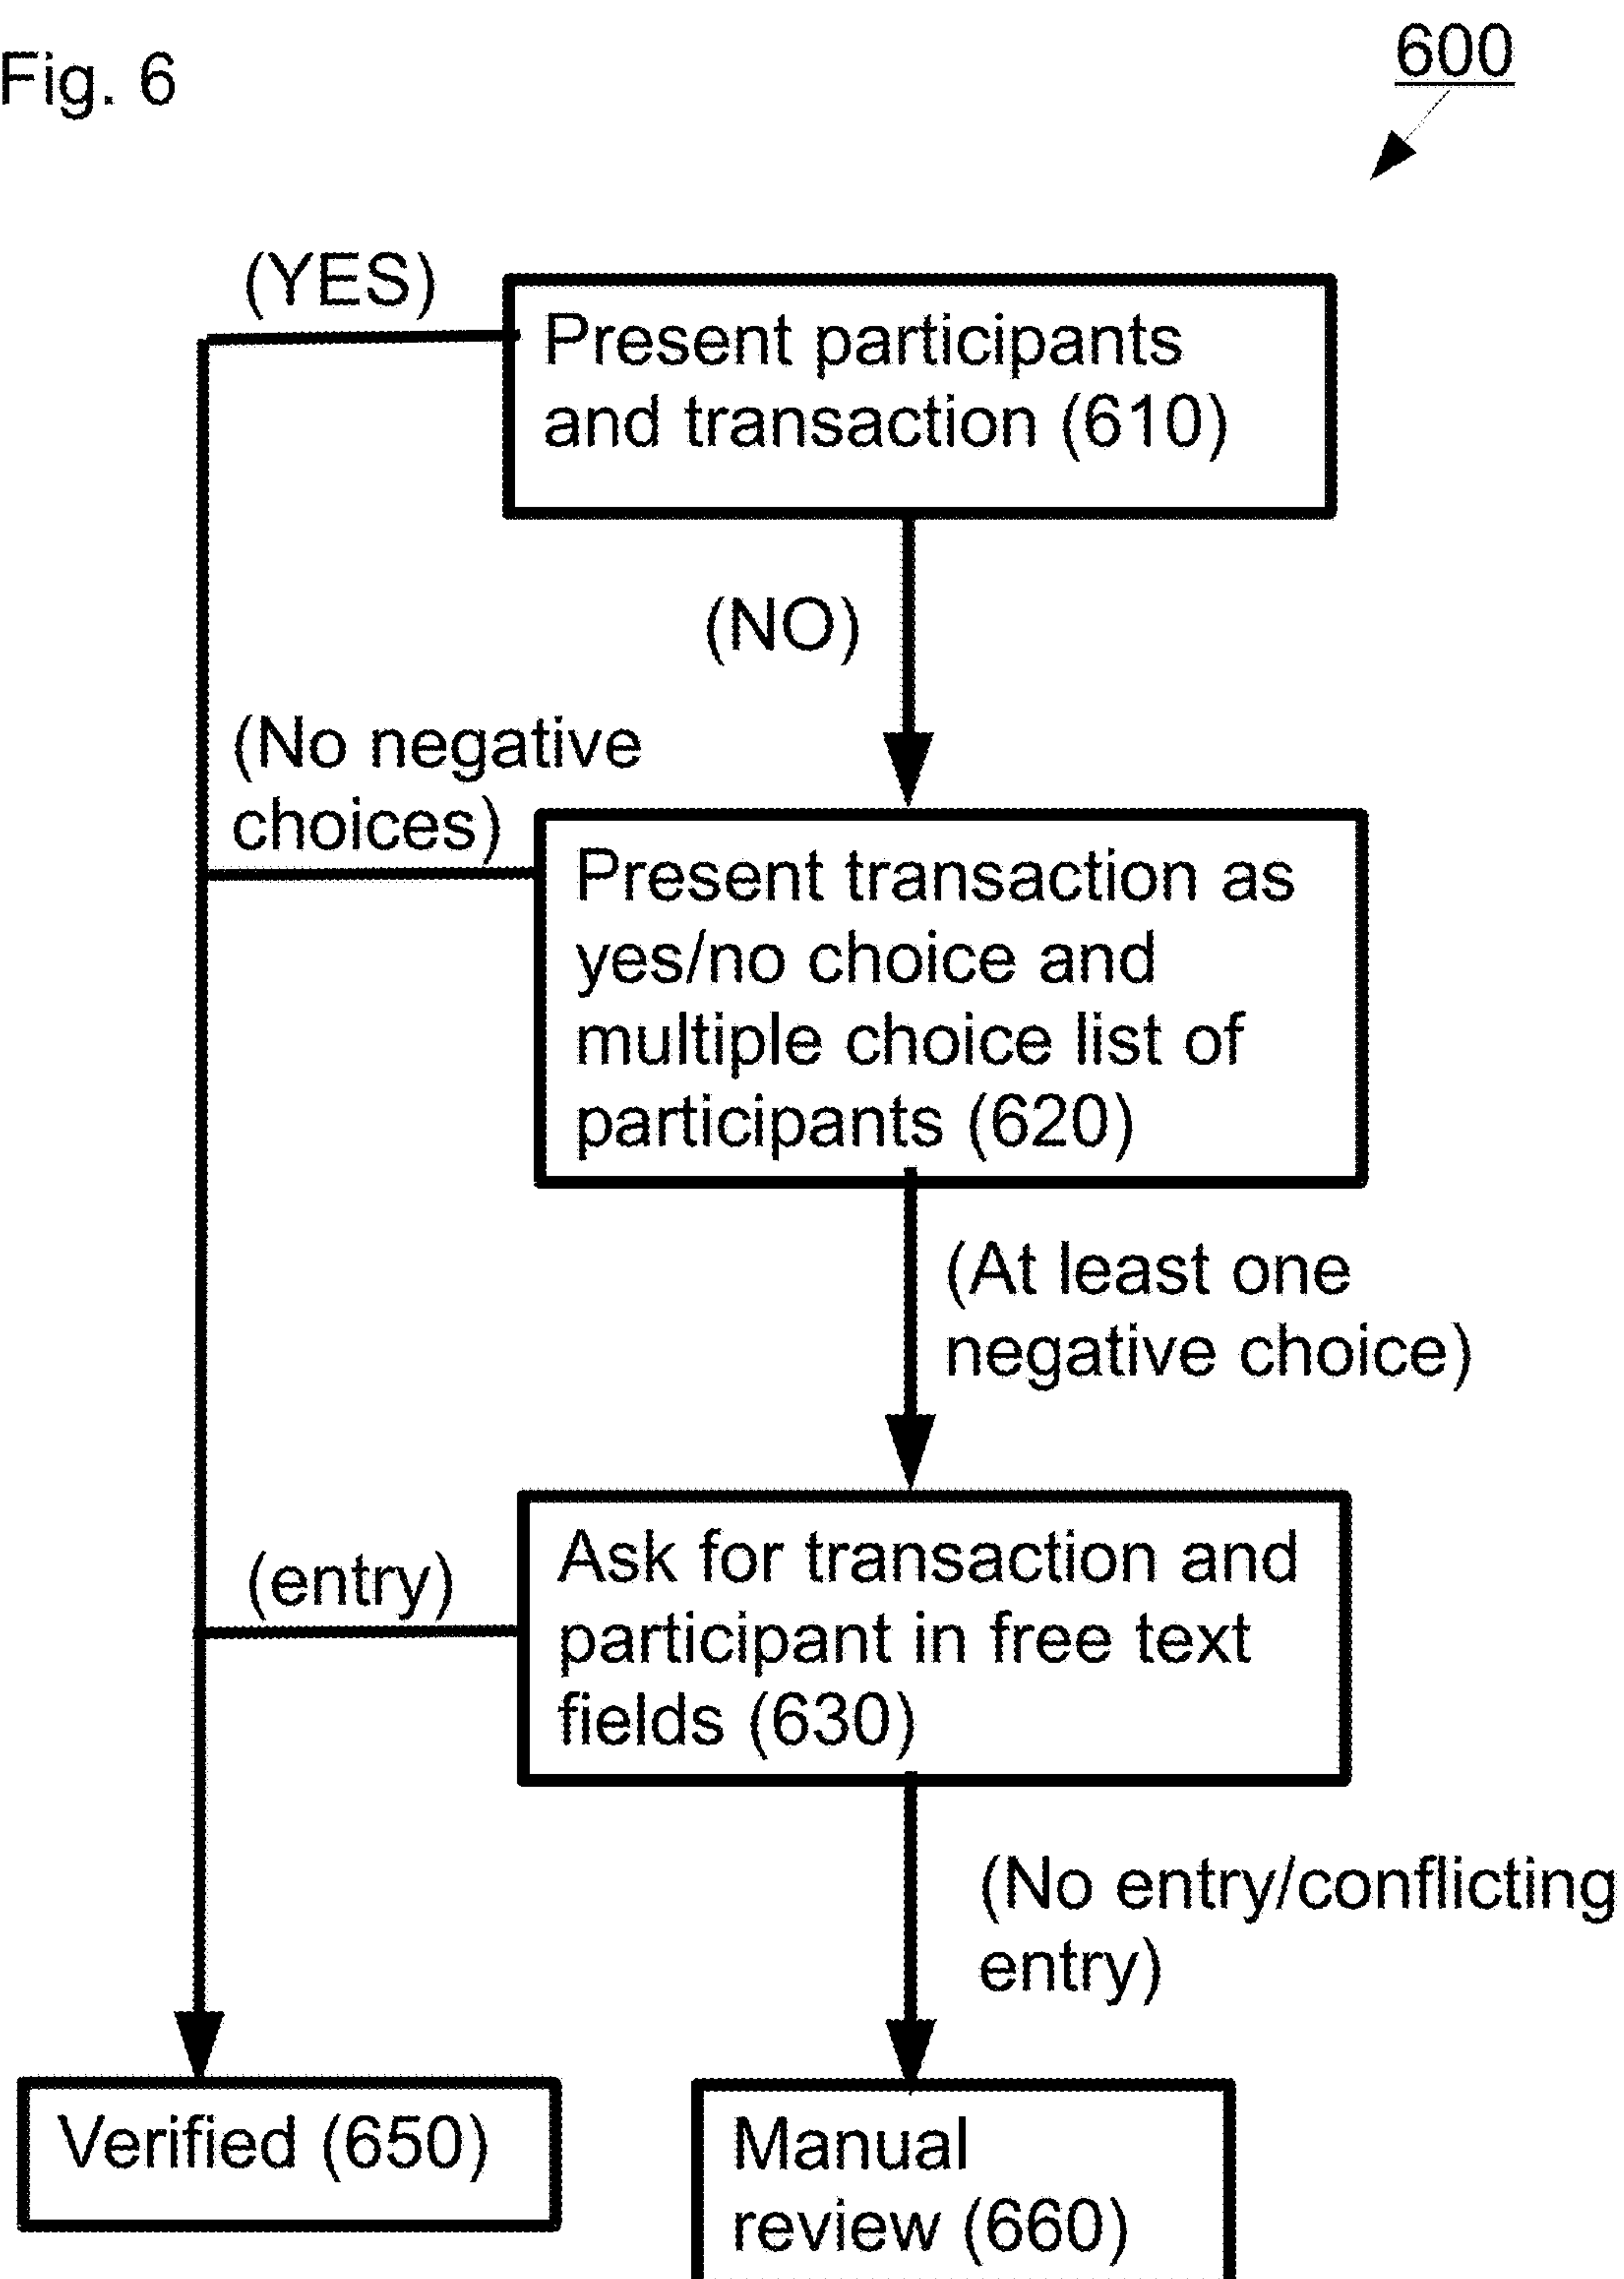 Fig. 6
600
(YES)
Present participants
and transaction (610)
(NO)
(No negative
choices)
Present transaction as
yes/no choice and
multiple choice list of
participants (620)
(At least one
negative choice)
(entry)
Ask for transaction and
participant in free text
fields (630)
(No entry/conflicting
entry)
Verified (650)
Manual
review (660)